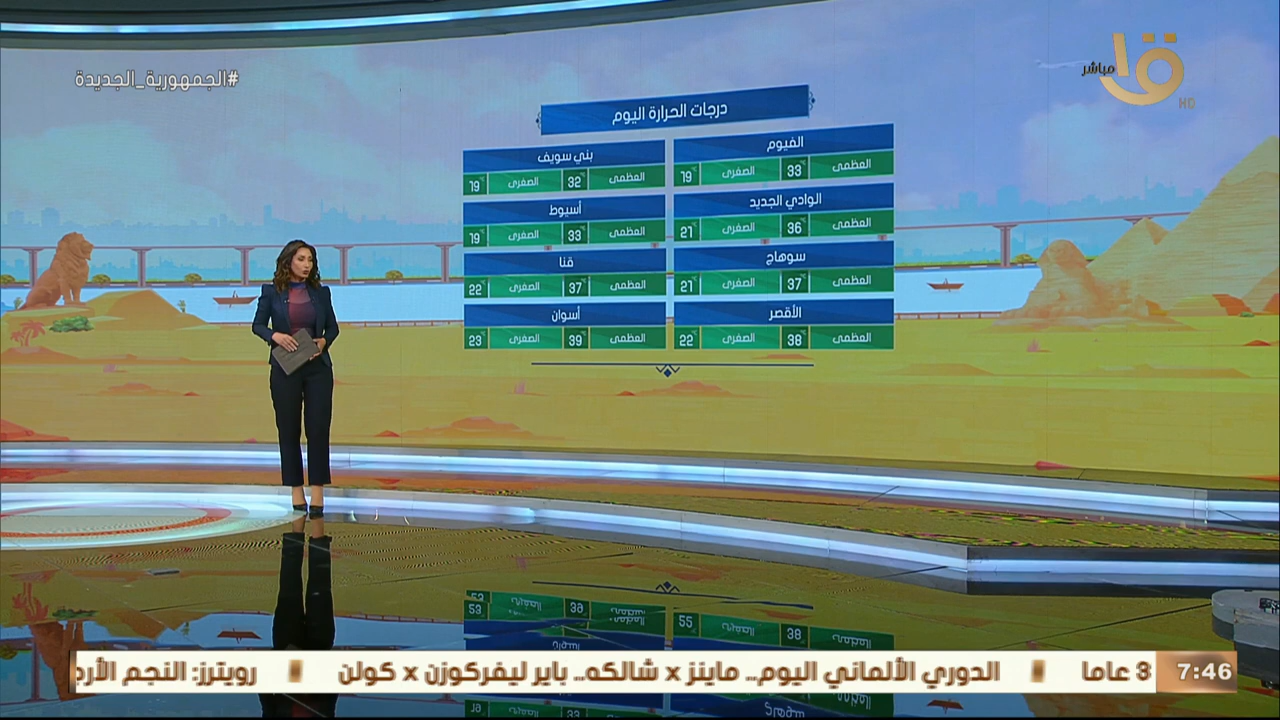 #الجمهورية_الجديدة
مباشر
HD
درجات الحرارة اليوم
الفيوم
العظمى 33 الصغرى 19
بني سويف
العظمى 32 الصغرى 19
الوادي الجديد
العظمى 36 الصغرى 21
أسيوط
العظمى 33 الصغرى 19
سوهاج
العظمى 37 الصغرى 21
قنا
العظمى 37 الصغرى 22
الأقصر
العظمى 38 الصغرى 22
أسوان
العظمى 39 الصغرى 23
7:46
3 عاما
الدوري الألماني اليوم.. ماينز x شالكه.. باير ليفركوزن x كولن
رويترز: النجم